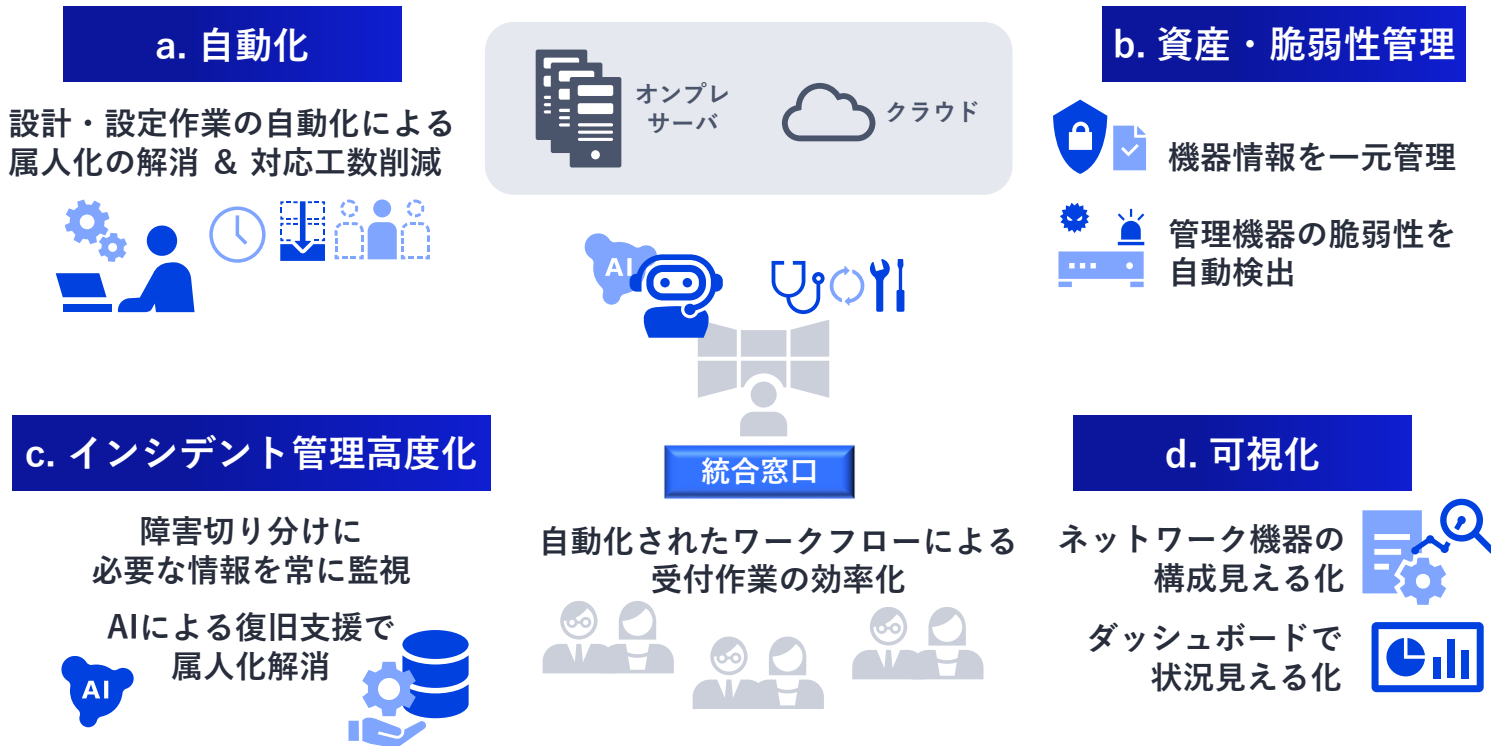 a. 自動化
設計・設定作業の自動化による
属人化の解消 & 対応工数削減
オンプレ
サーバ
クラウド
b. 資産・脆弱性管理
機器情報を一元管理
管理機器の脆弱性を
自動検出
AI
c. インシデント管理高度化
障害切り分けに
必要な情報を常に監視
AIによる復旧支援で
属人化解消
AI
統合窓口
自動化されたワークフローによる
受付作業の効率化
d. 可視化
ネットワーク機器の
構成見える化
ダッシュボードで
状況見える化